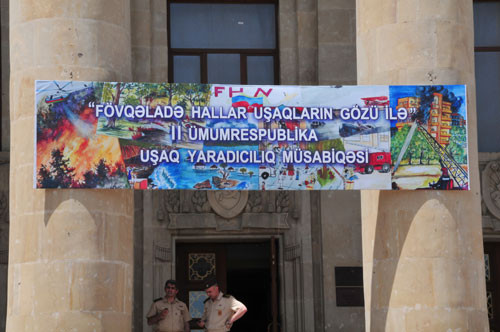 FHN
“FÖVQƏLADƏ HALLAR UŞAQLARIN GÖZÜ İLƏ”
II ÜMUMRESPUBLİKA
UŞAQ YARADICILIQ MÜSABİQƏSİ